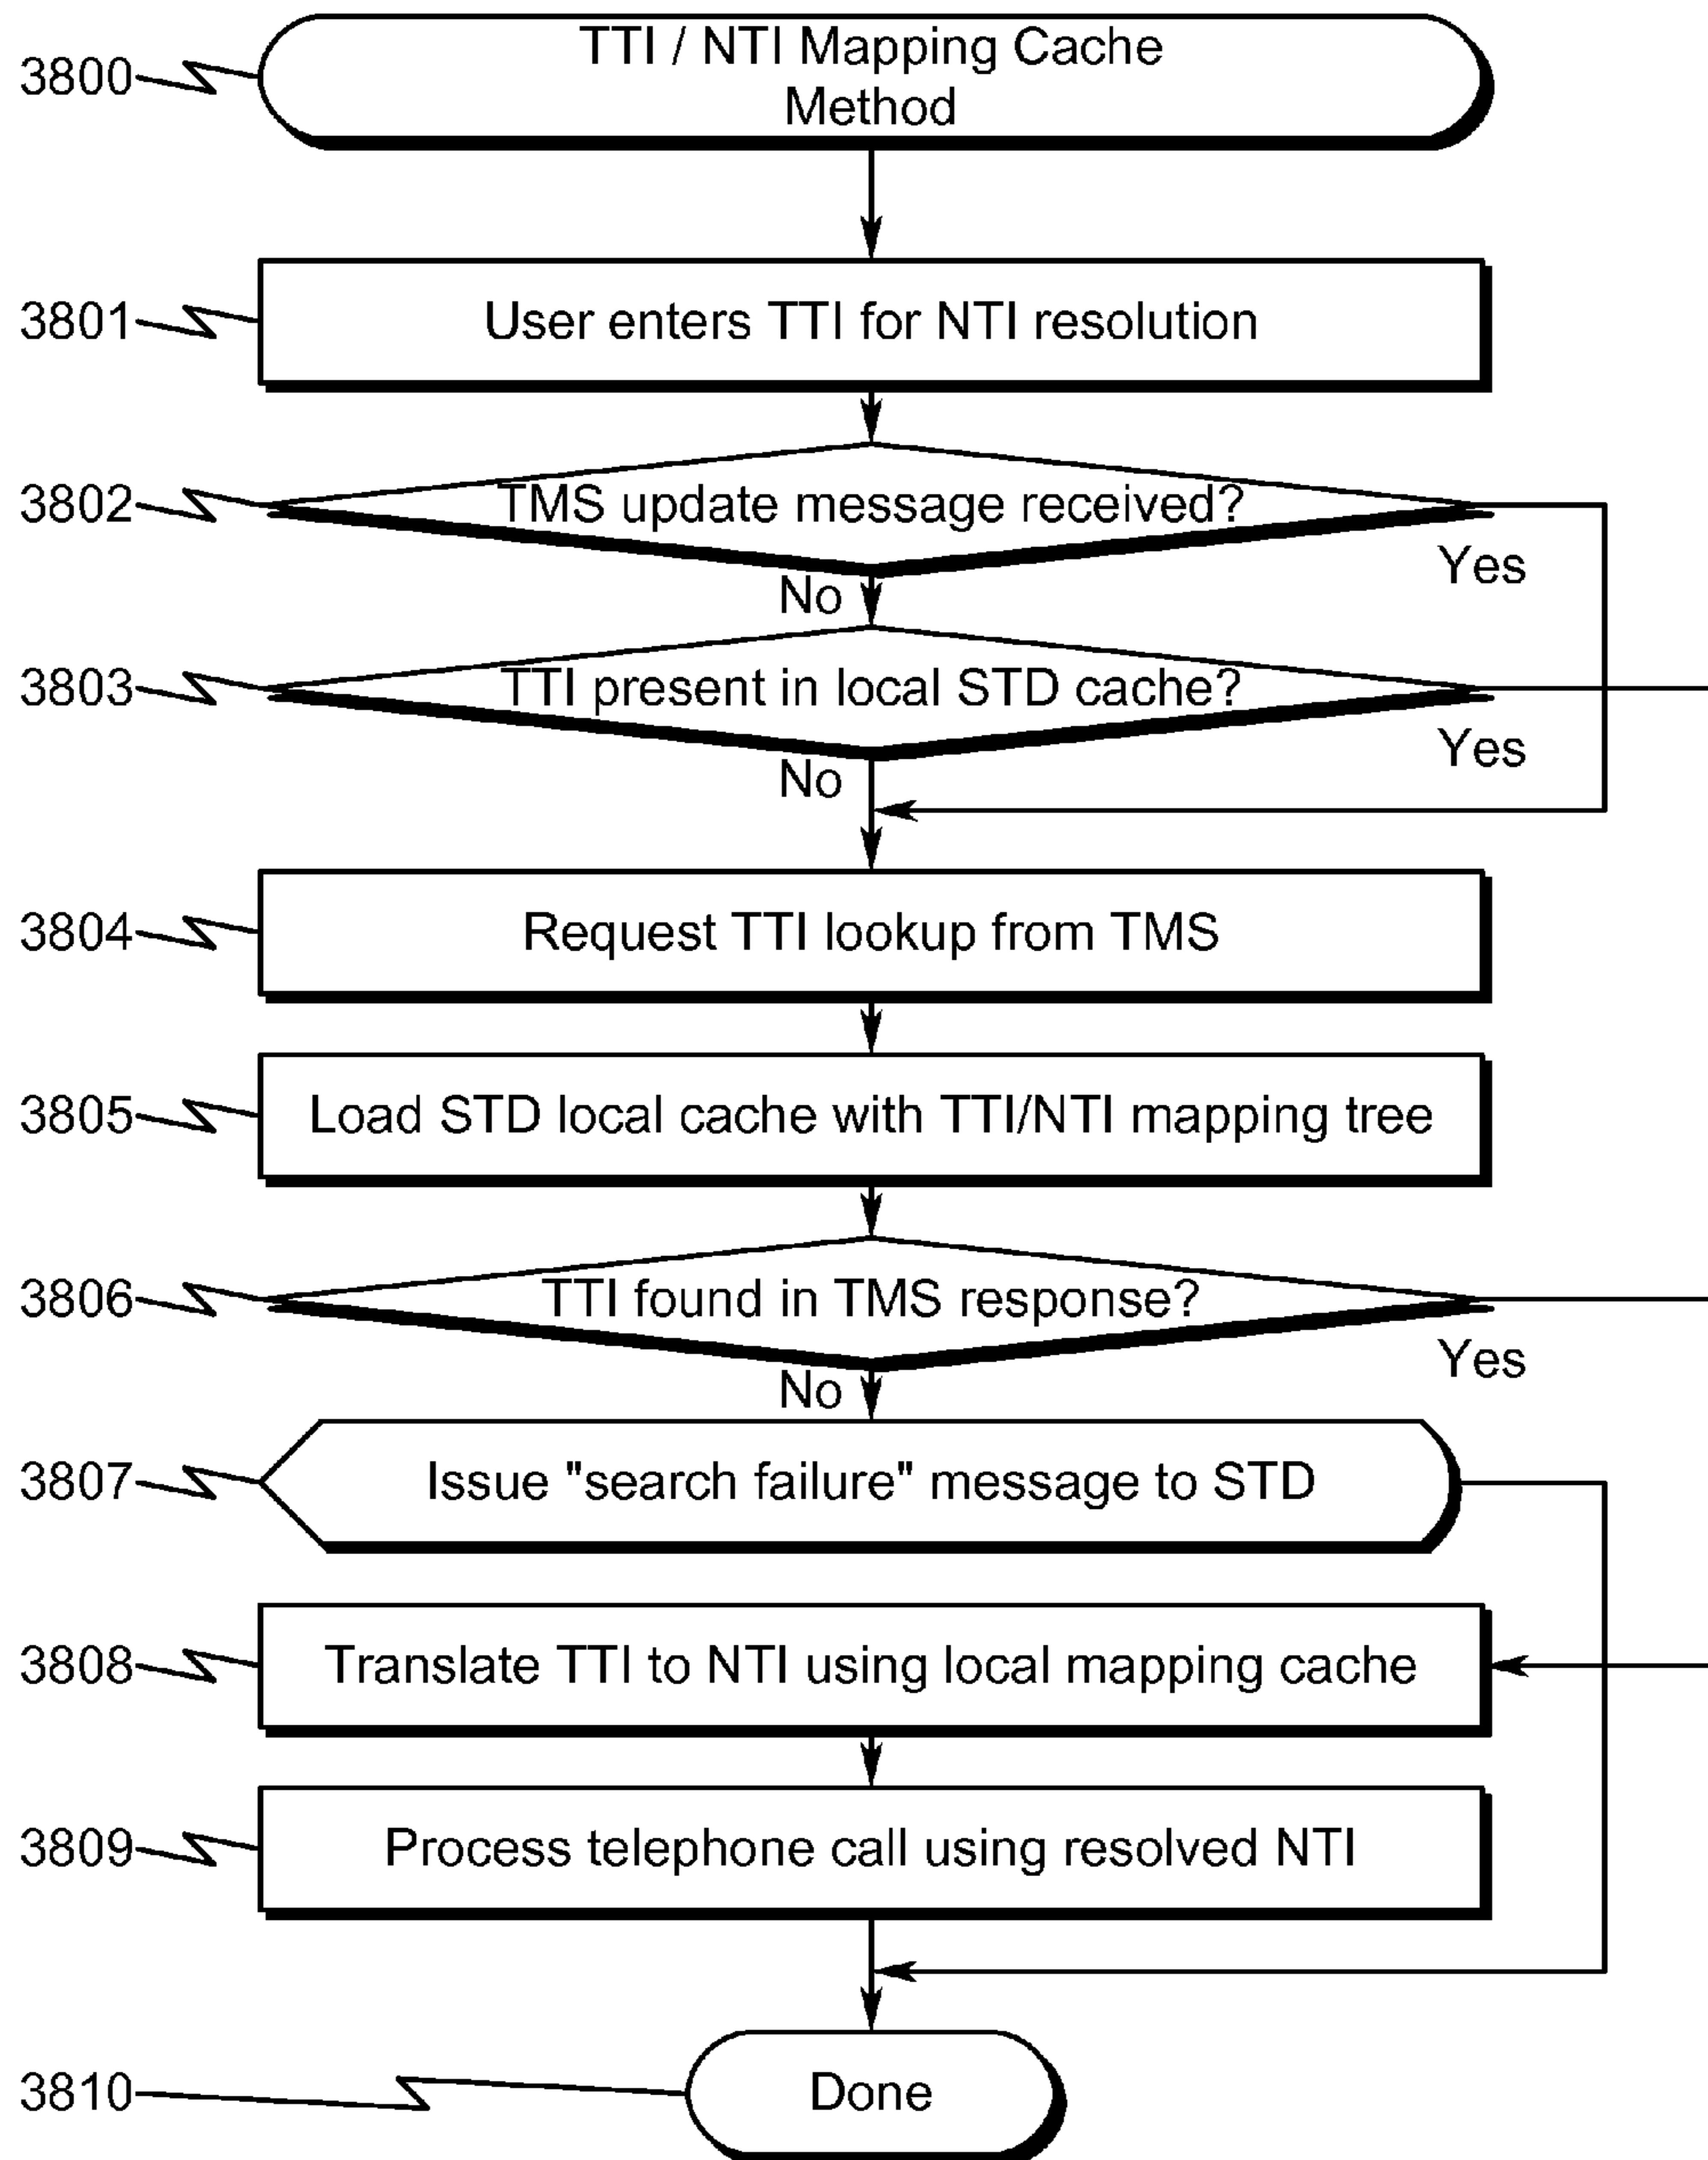 3800
TTI / NTI Mapping Cache
Method
3801
User enters TTI for NTI resolution
3802
TMS update message received?
Yes
No
3803
TTI present in local STD cache?
Yes
No
3804
Request TTI lookup from TMS
3805
Load STD local cache with TTI/NTI mapping tree
3806
TTI found in TMS response?
Yes
No
3807
Issue "search failure" message to STD
3808
Translate TTI to NTI using local mapping cache
3809
Process telephone call using resolved NTI
3810
Done